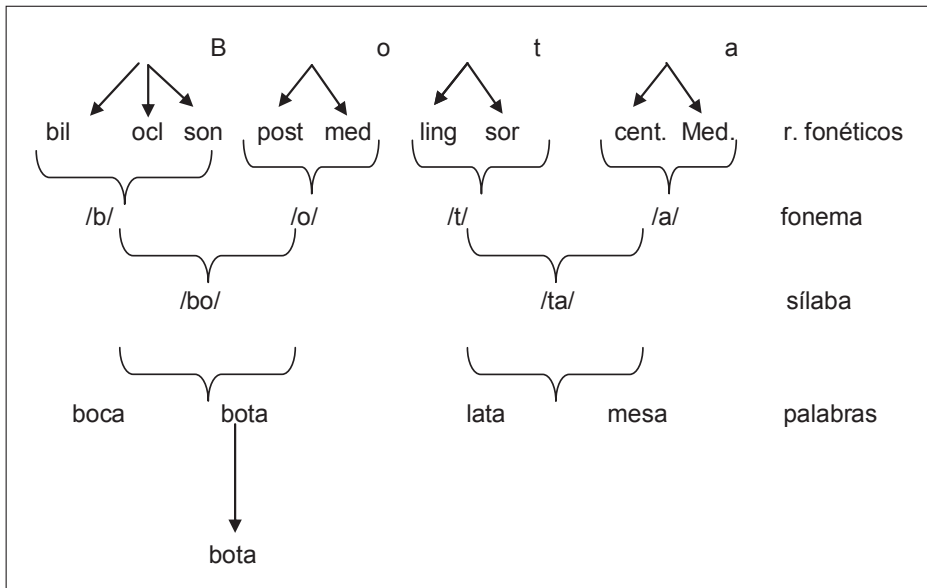 B o t a
bil ocl son post med ling sor cent. Med. r. fonéticos
/b/ /o/ /t/ /a/ fonema
/bo/ /ta/ sílaba
boca bota lata mesa palabras
bota